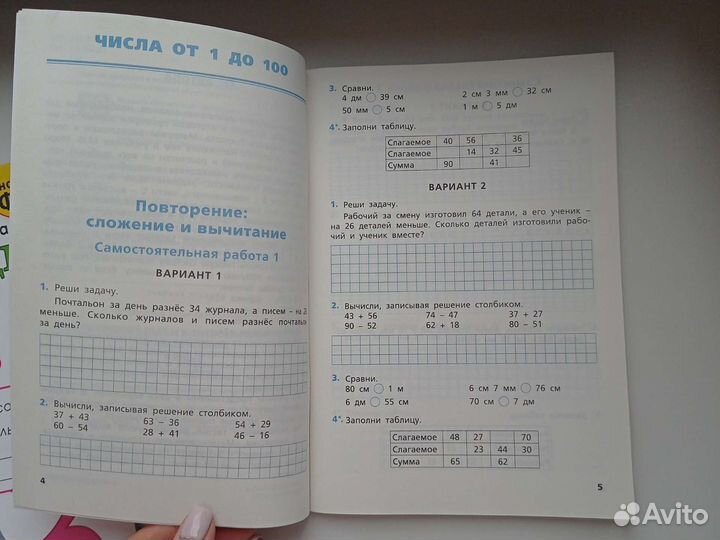 ЧИСЛА ОТ 1 ДО 100
Повторение:
сложение и вычитание
Самостоятельная работа 1
ВАРИАНТ 1
1. Реши задачу.
Почтальон за день разнёс 34 журнала, а писем – на
меньше. Сколько журналов и писем разнёс почтальон
за день?
2. Вычисли, записывая решение столбиком.
37 + 43 63 − 36 54 + 29
60 − 54 28 + 41 46 − 16
4
3. Сравни.
4 дм 39 см 2 см 3 мм 32 см
50 мм 5 см 1 м 5 дм
4*. Заполни таблицу.
Слагаемое 40 56 36
Слагаемое 14 32 45
Сумма 90 41
ВАРИАНТ 2
1. Реши задачу.
Рабочий за смену изготовил 64 детали, а его ученик –
на 26 деталей меньше. Сколько деталей изготовили рабо-
чий и ученик вместе?
2. Вычисли, записывая решение столбиком.
43 + 56 74 − 47 37 + 27
90 − 52 62 + 18 80 − 51
3. Сравни.
80 см 1 м 6 см 7 мм 76 см
6 дм 55 см 70 см 7 дм
4*. Заполни таблицу.
Слагаемое 48 27 70
Слагаемое 23 44 30
Сумма 65 62
5
Avito